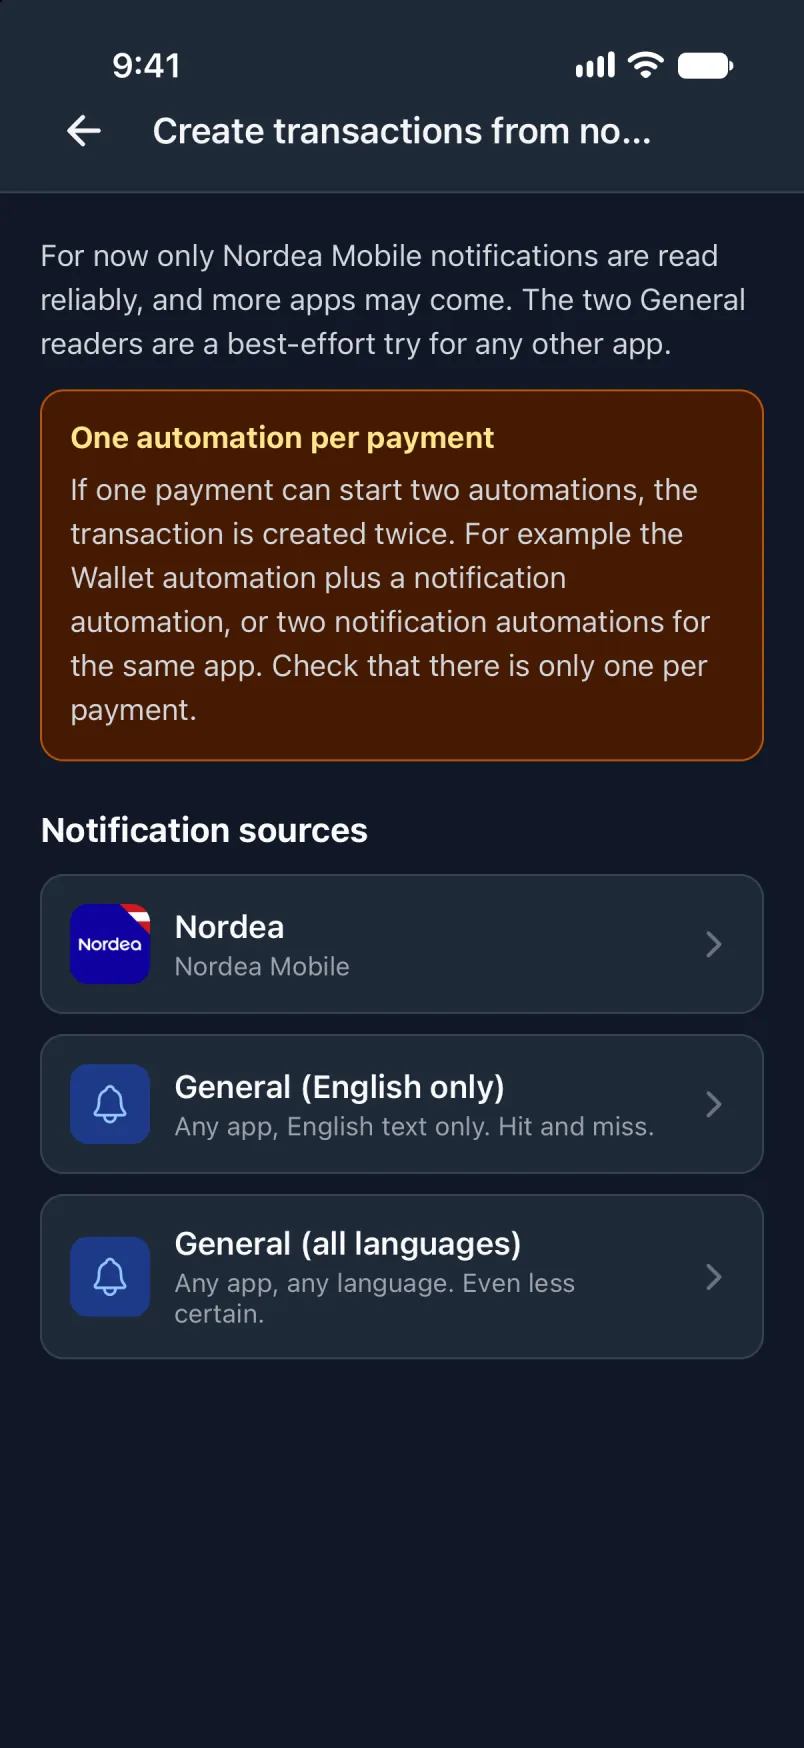 9:41
Create transactions from no...
For now only Nordea Mobile notifications are read
reliably, and more apps may come. The two General
readers are a best-effort try for any other app.
One automation per payment
If one payment can start two automations, the
transaction is created twice. For example the
Wallet automation plus a notification
automation, or two notification automations for
the same app. Check that there is only one per
payment.
Notification sources
Nordea
Nordea
Nordea Mobile
General (English only)
Any app, English text only. Hit and miss.
General (all languages)
Any app, any language. Even less
certain.